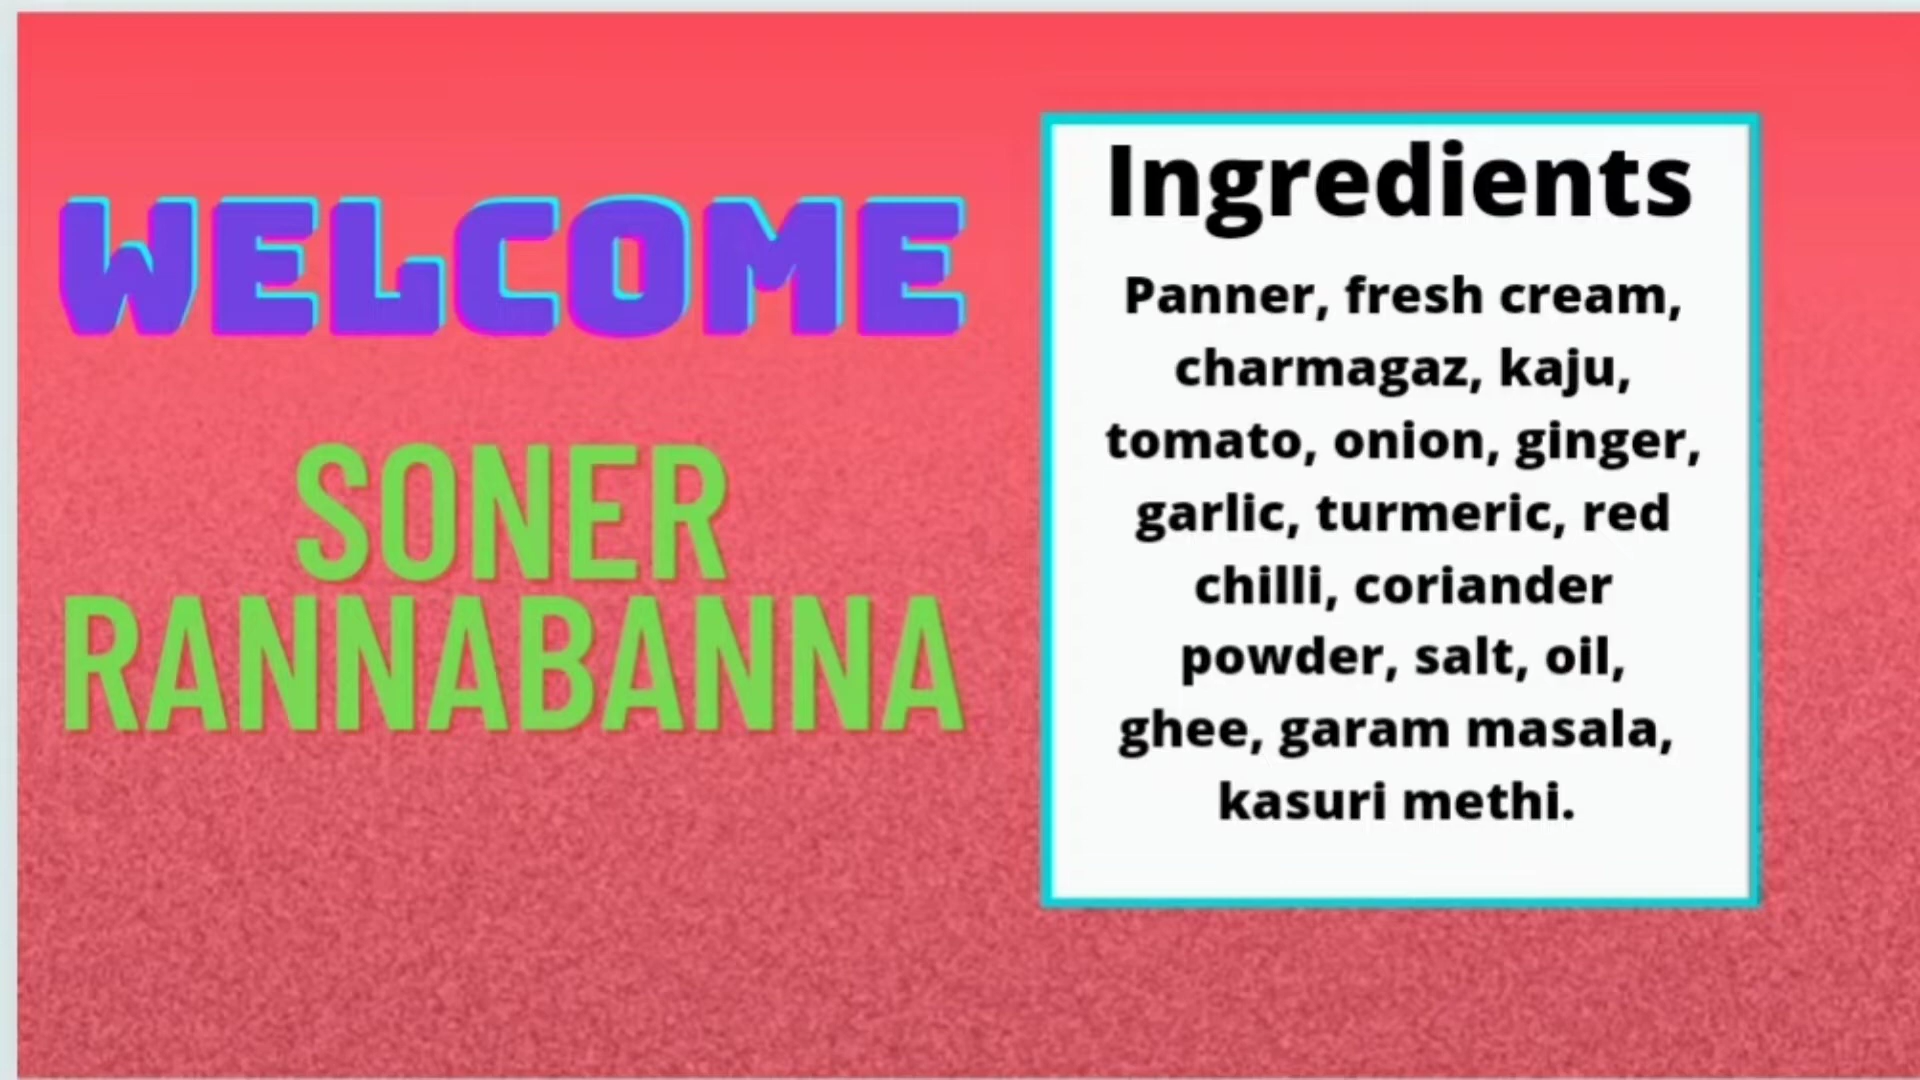 WELCOME
SONER
RANNABANNA
Ingredients
Panner, fresh cream,
charmagaz, kaju,
tomato, onion, ginger,
garlic, turmeric, red
chilli, coriander
powder, salt, oil,
ghee, garam masala,
kasuri methi.